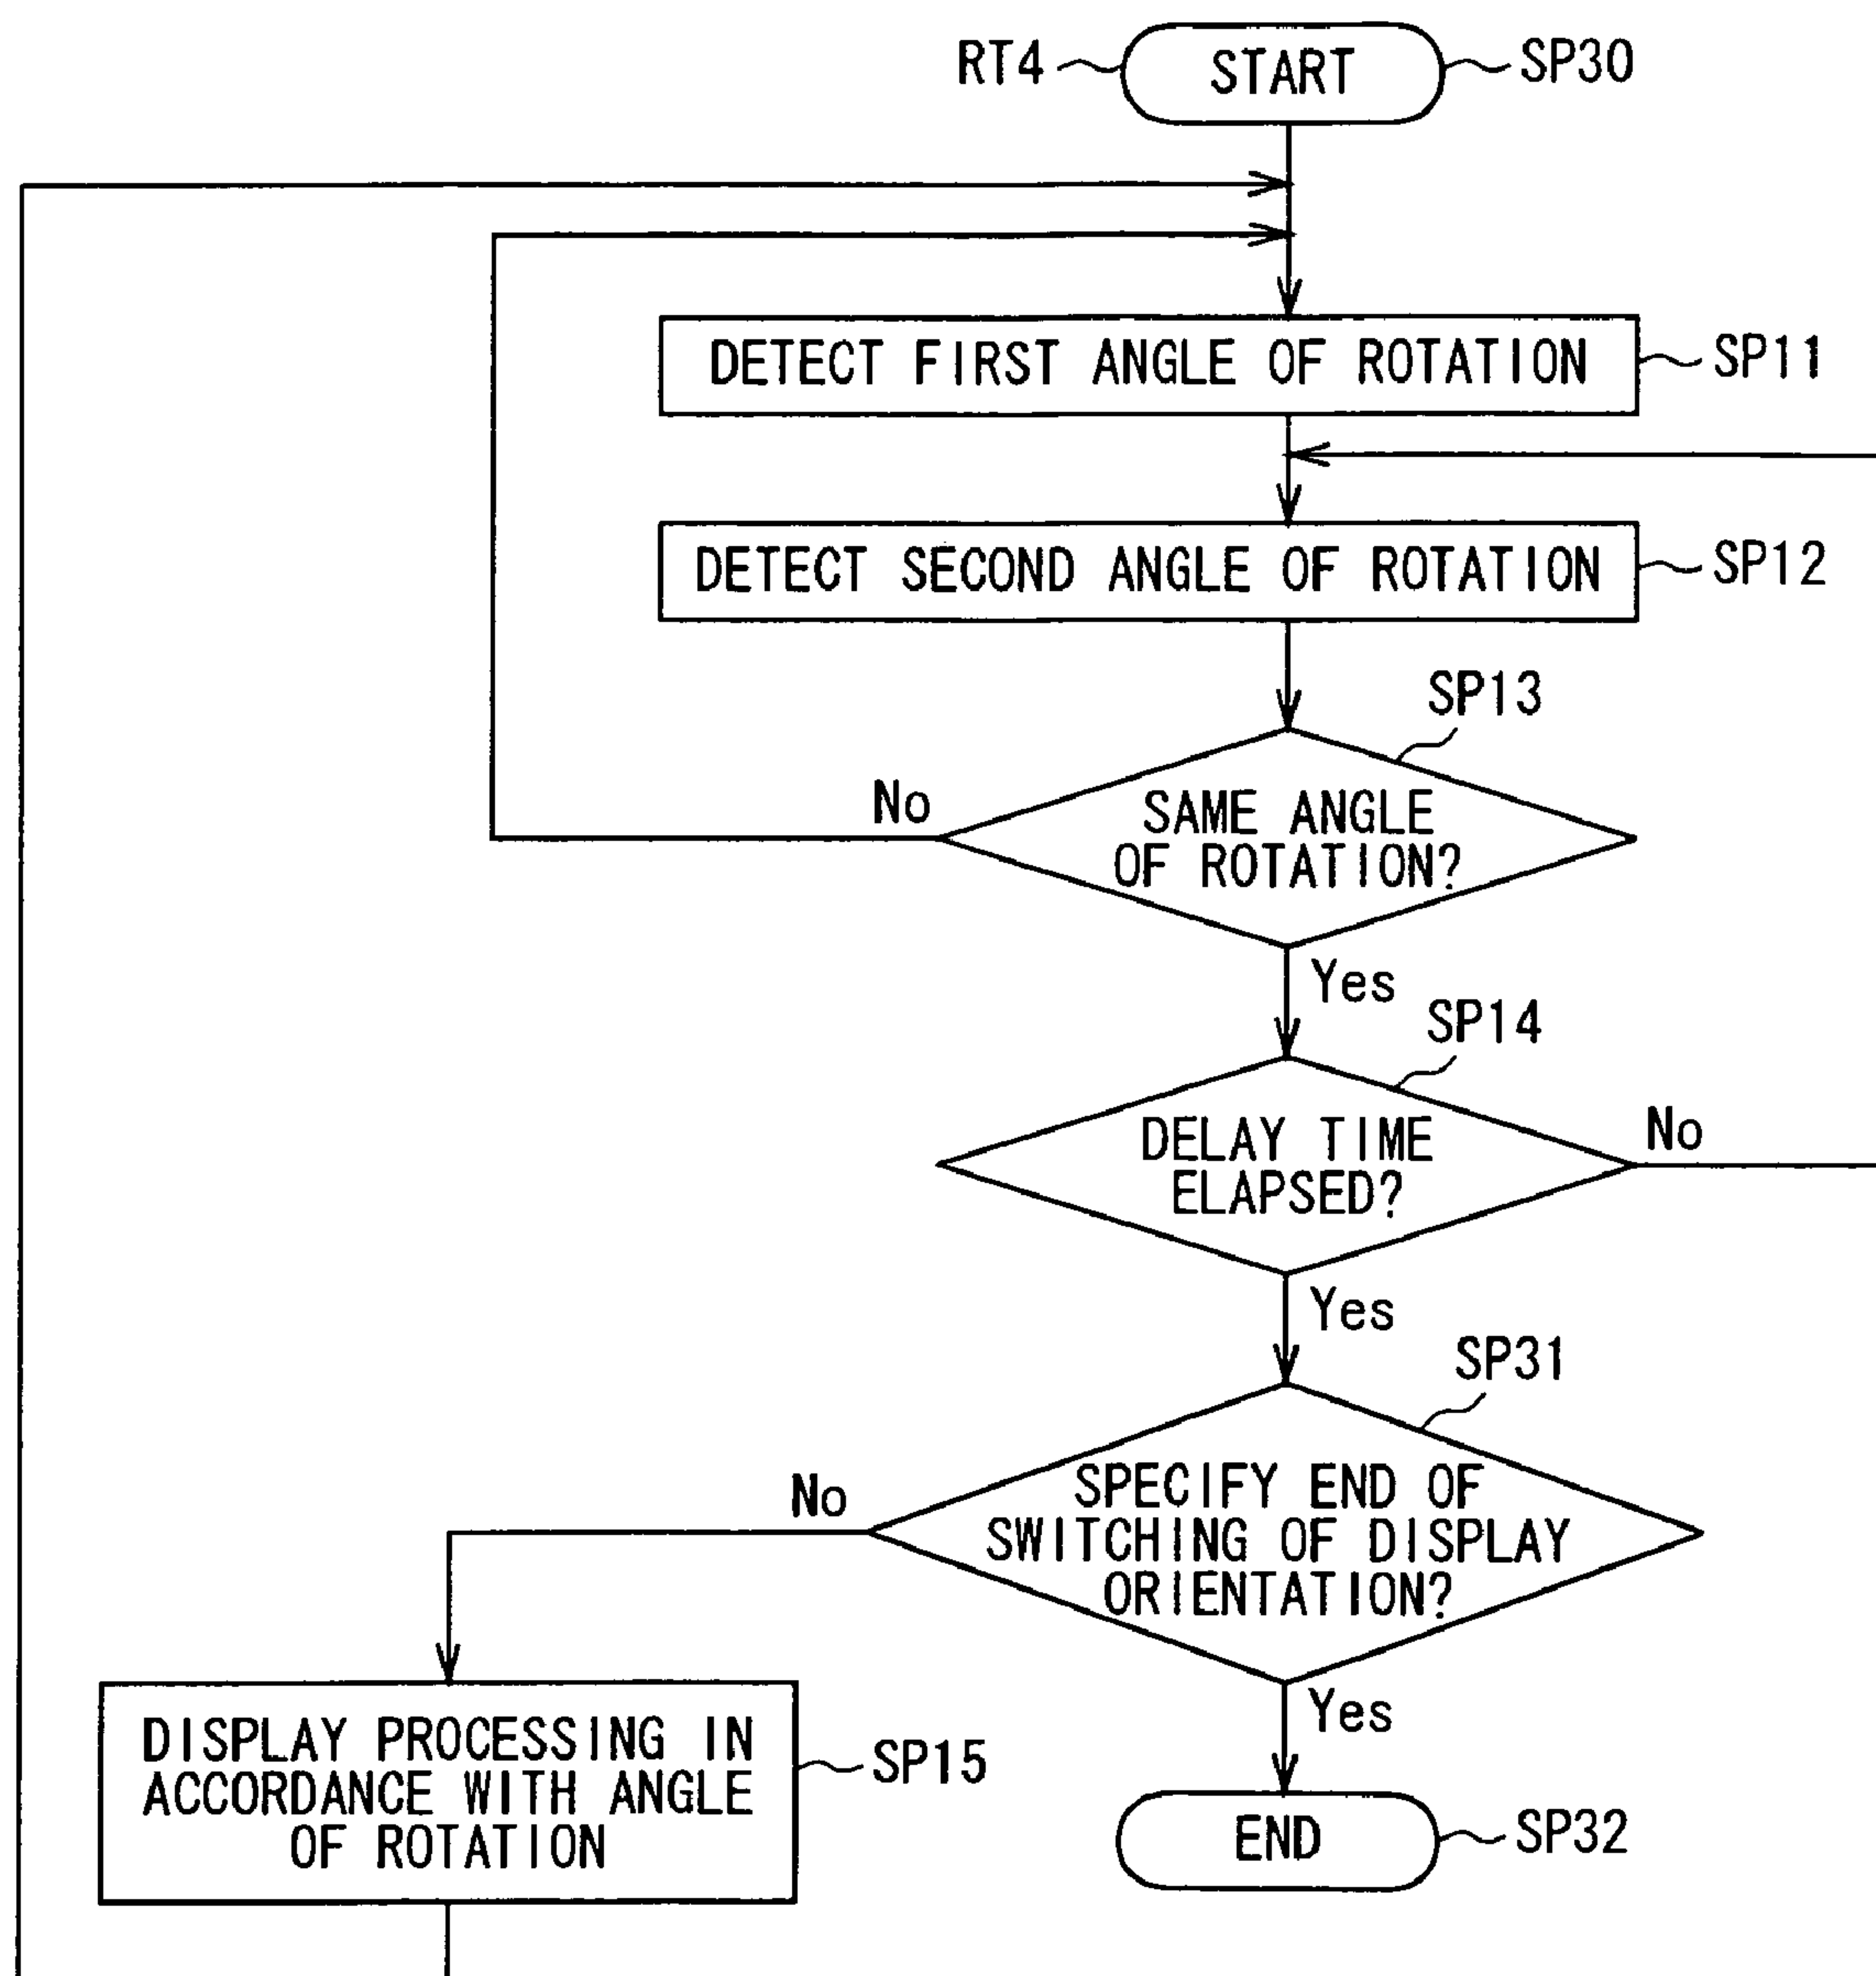 RT4
START
SP30
DETECT FIRST ANGLE OF ROTATION
SP11
DETECT SECOND ANGLE OF ROTATION
SP12
SP13
No
SAME ANGLE
OF ROTATION?
Yes
SP14
DELAY TIME
ELAPSED?
No
Yes
SP31
No
SPECIFY END OF
SWITCHING OF DISPLAY
ORIENTATION?
Yes
DISPLAY PROCESSING IN
ACCORDANCE WITH ANGLE
OF ROTATION
SP15
END
SP32